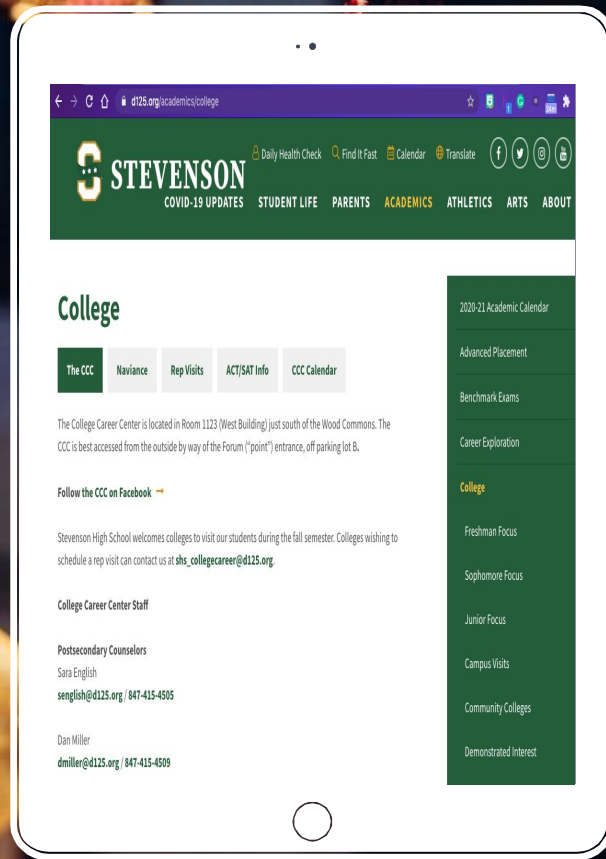 d125.org/academics/college
Daily Health Check Find It Fast Calendar Translate
STEVENSON
COVID-19 UPDATES STUDENT LIFE PARENTS ACADEMICS ATHLETICS ARTS ABOUT
College
The CCC Naviance Rep Visits ACT/SAT Info CCC Calendar
The College Career Center is located in Room 1123 (West Building) just south of the Wood Commons. The
CCC is best accessed from the outside by way of the Forum ("point") entrance, off parking lot B.
Follow the CCC on Facebook →
Stevenson High School welcomes colleges to visit our students during the fall semester. Colleges wishing to
schedule a rep visit can contact us at shs_collegecareer@d125.org.
College Career Center Staff
Postsecondary Counselors
Sara English
senglish@d125.org / 847-415-4505
Dan Miller
dmiller@d125.org / 847-415-4509
2020-21 Academic Calendar
Advanced Placement
Benchmark Exams
Career Exploration
College
Freshman Focus
Sophomore Focus
Junior Focus
Campus Visits
Community Colleges
Demonstrated Interest